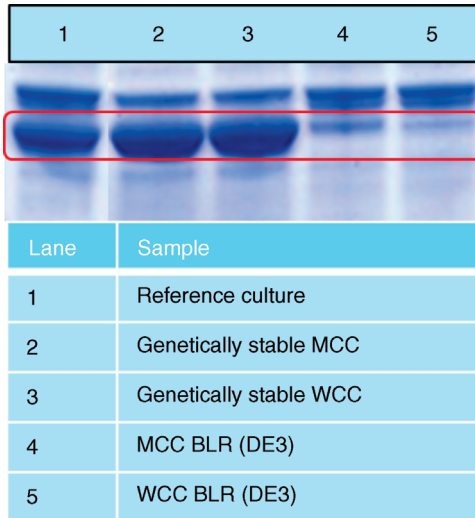 1 2 3 4 5
Lane Sample
1 Reference culture
2 Genetically stable MCC
3 Genetically stable WCC
4 MCC BLR (DE3)
5 WCC BLR (DE3)